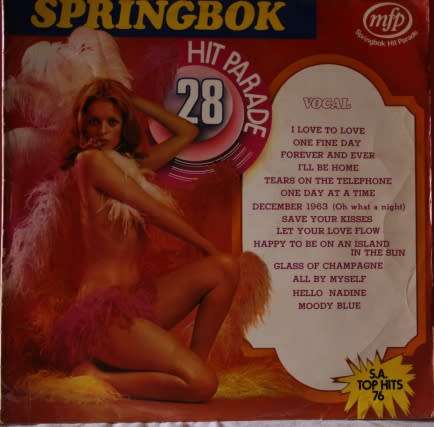 SPRINGBOK
mfp
Springbok Hit Parade
HIT PARADE
28
VOCAL
I LOVE TO LOVE
ONE FINE DAY
FOREVER AND EVER
I'LL BE HOME
TEARS ON THE TELEPHONE
ONE DAY AT A TIME
DECEMBER 1963 (Oh what a night)
SAVE YOUR KISSES
LET YOUR LOVE FLOW
HAPPY TO BE ON AN ISLAND
IN THE SUN
GLASS OF CHAMPAGNE
ALL BY MYSELF
HELLO NADINE
MOODY BLUE
S.A.
TOP HITS
76